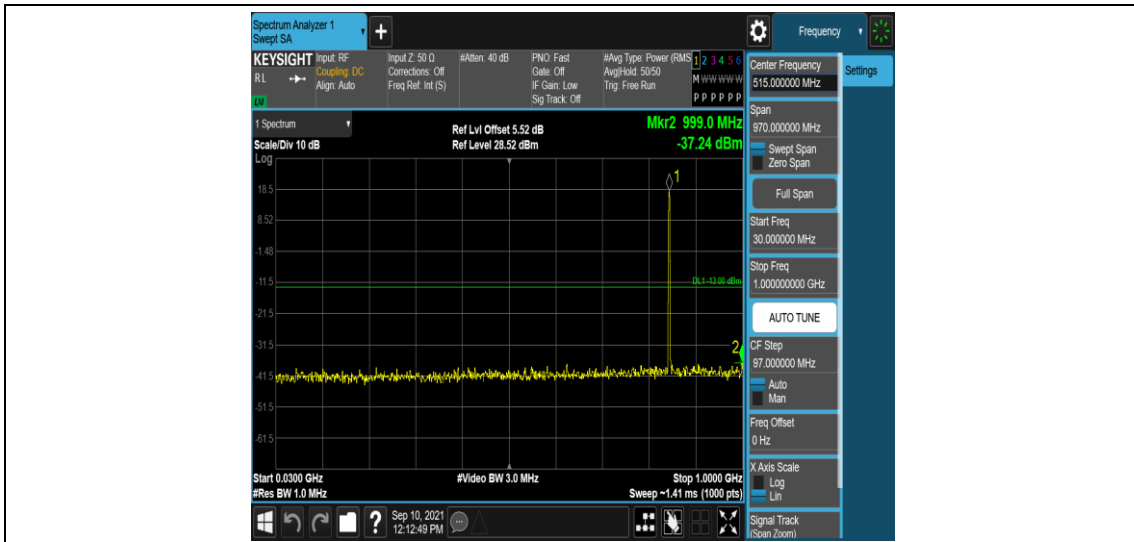 Spectrum Analyzer 1
Swept SA
+
Frequency
KEYSIGHT
RL
LXI
Input: RF
Coupling: DC
Align: Auto
Input Z: 50 Ω
Corrections: Off
Freq Ref: Int (S)
#Atten: 40 dB
PNO: Fast
Gate: Off
IF Gain: Low
Sig Track: Off
#Avg Type: Power (RMS
Avg|Hold: 50/50
Trig: Free Run
1 2 3 4 5 6
M W W W W W
P P P P P P
1 Spectrum
Scale/Div 10 dB
Ref Lvl Offset 5.52 dB
Ref Level 28.52 dBm
Mkr2 999.0 MHz
-37.24 dBm
Log
18.5
8.52
-1.48
-11.5
-21.5
-31.5
-41.5
-51.5
-61.5
1
DL1 -13.00 dBm
2
Start 0.0300 GHz
#Res BW 1.0 MHz
#Video BW 3.0 MHz
Stop 1.0000 GHz
Sweep ~1.41 ms (1000 pts)
Center Frequency
515.000000 MHz
Settings
Span
970.000000 MHz
Swept Span
Zero Span
Full Span
Start Freq
30.000000 MHz
Stop Freq
1.000000000 GHz
AUTO TUNE
CF Step
97.000000 MHz
Auto
Man
Freq Offset
0 Hz
X Axis Scale
Log
Lin
Signal Track
(Span Zoom)
?
Sep 10, 2021
12:12:49 PM